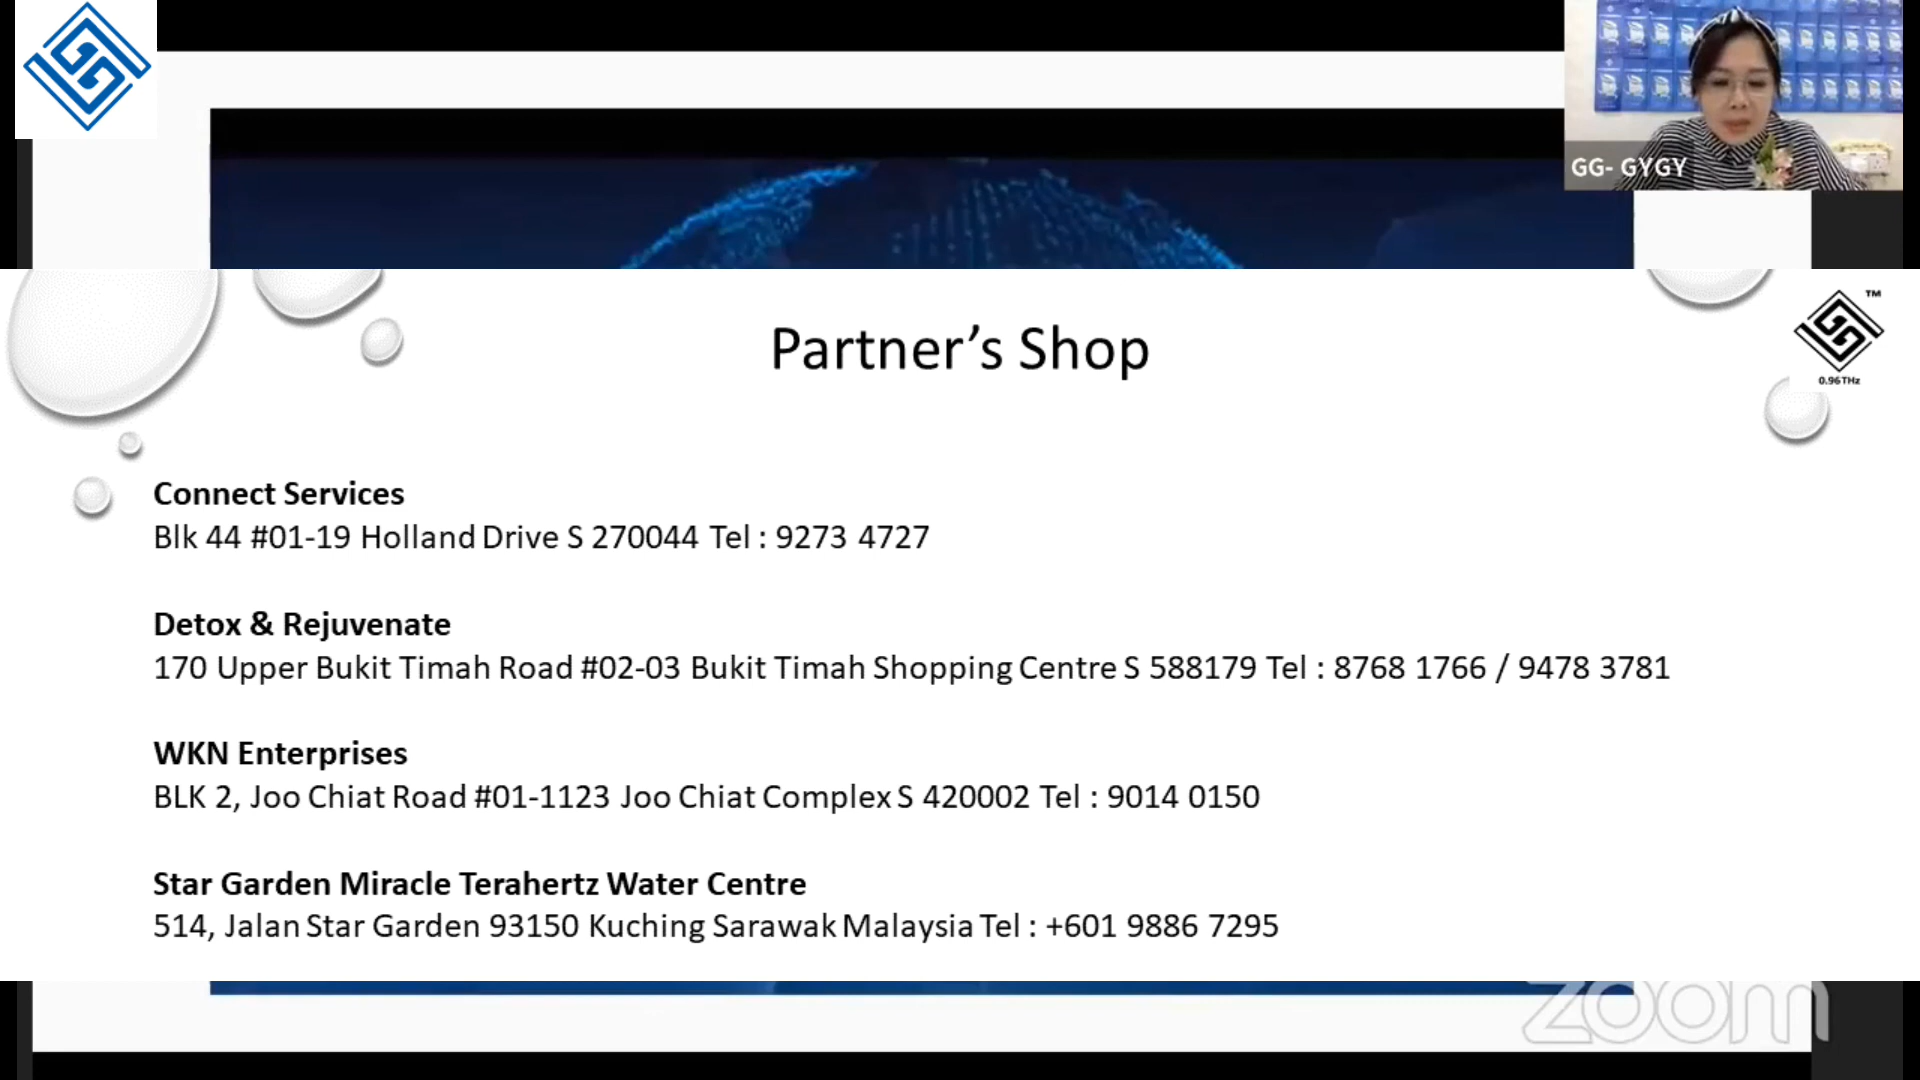 GG- GYGY
Partner’s Shop
TM
0.96THz
Connect Services
Blk 44 #01-19 Holland Drive S 270044 Tel : 9273 4727
Detox & Rejuvenate
170 Upper Bukit Timah Road #02-03 Bukit Timah Shopping Centre S 588179 Tel : 8768 1766 / 9478 3781
WKN Enterprises
BLK 2, Joo Chiat Road #01-1123 Joo Chiat Complex S 420002 Tel : 9014 0150
Star Garden Miracle Terahertz Water Centre
514, Jalan Star Garden 93150 Kuching Sarawak Malaysia Tel : +601 9886 7295
zoom